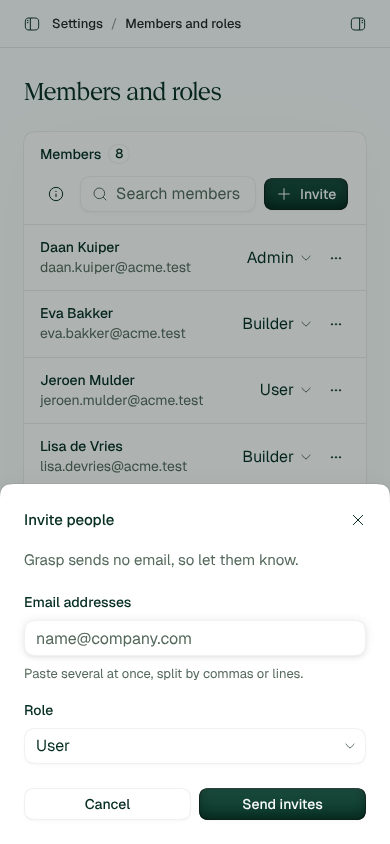 Settings / Members and roles
Members and roles
Members 8
Search members
Invite
Daan Kuiper
daan.kuiper@acme.test
Admin
Eva Bakker
eva.bakker@acme.test
Builder
Jeroen Mulder
jeroen.mulder@acme.test
User
Lisa de Vries
lisa.devries@acme.test
Builder
Invite people
Grasp sends no email, so let them know.
Email addresses
name@company.com
Paste several at once, split by commas or lines.
Role
User
Cancel
Send invites